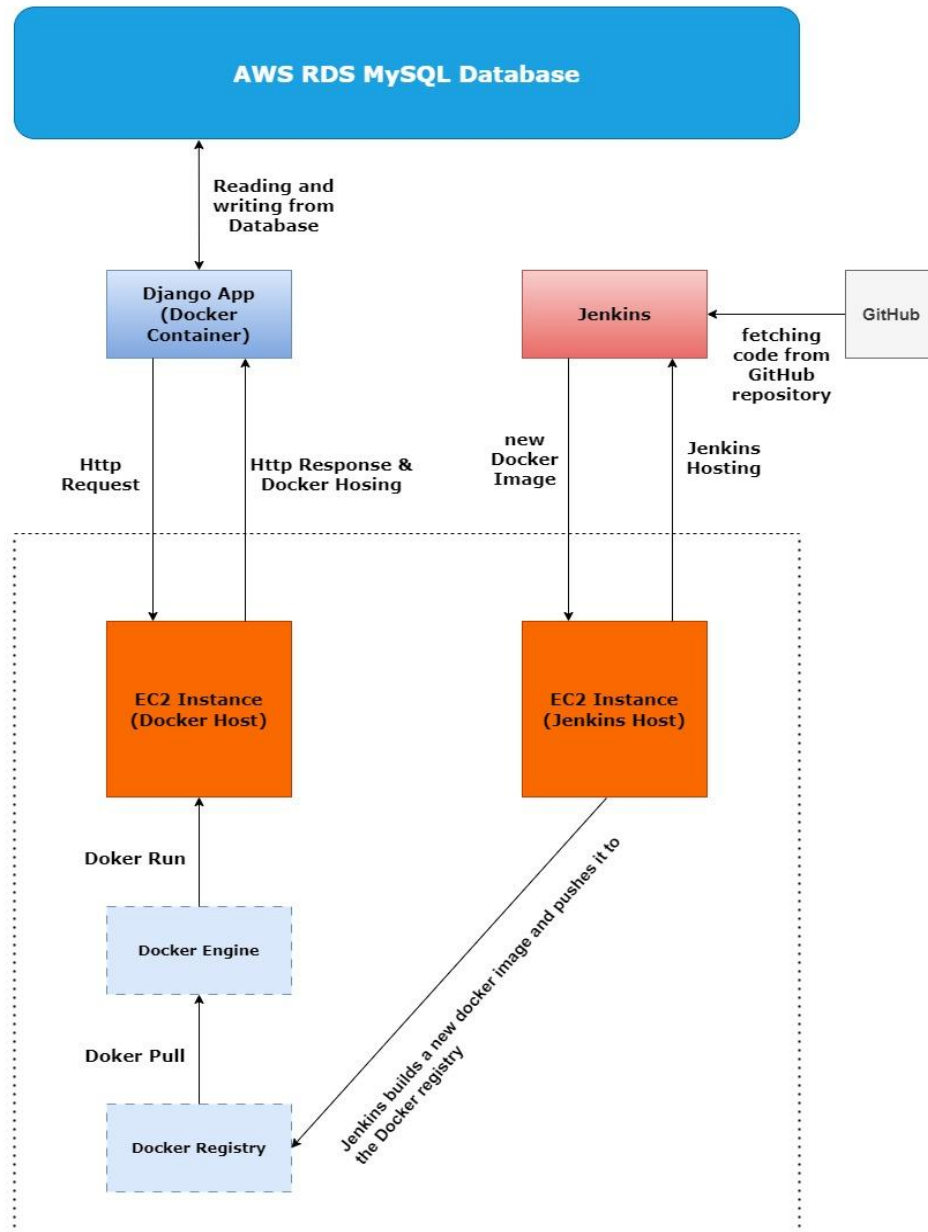 AWS RDS MySQL Database
Reading and
writing from
Database
Django App
(Docker
Container)
Jenkins
GitHub
fetching
code from
GitHub
repository
Http
Request
Http Response &
Docker Hosing
new
Docker
Image
Jenkins
Hosting
EC2 Instance
(Docker Host)
EC2 Instance
(Jenkins Host)
Doker Run
Docker Engine
Doker Pull
Docker Registry
Jenkins builds a new docker image and pushes it to
the Docker registry